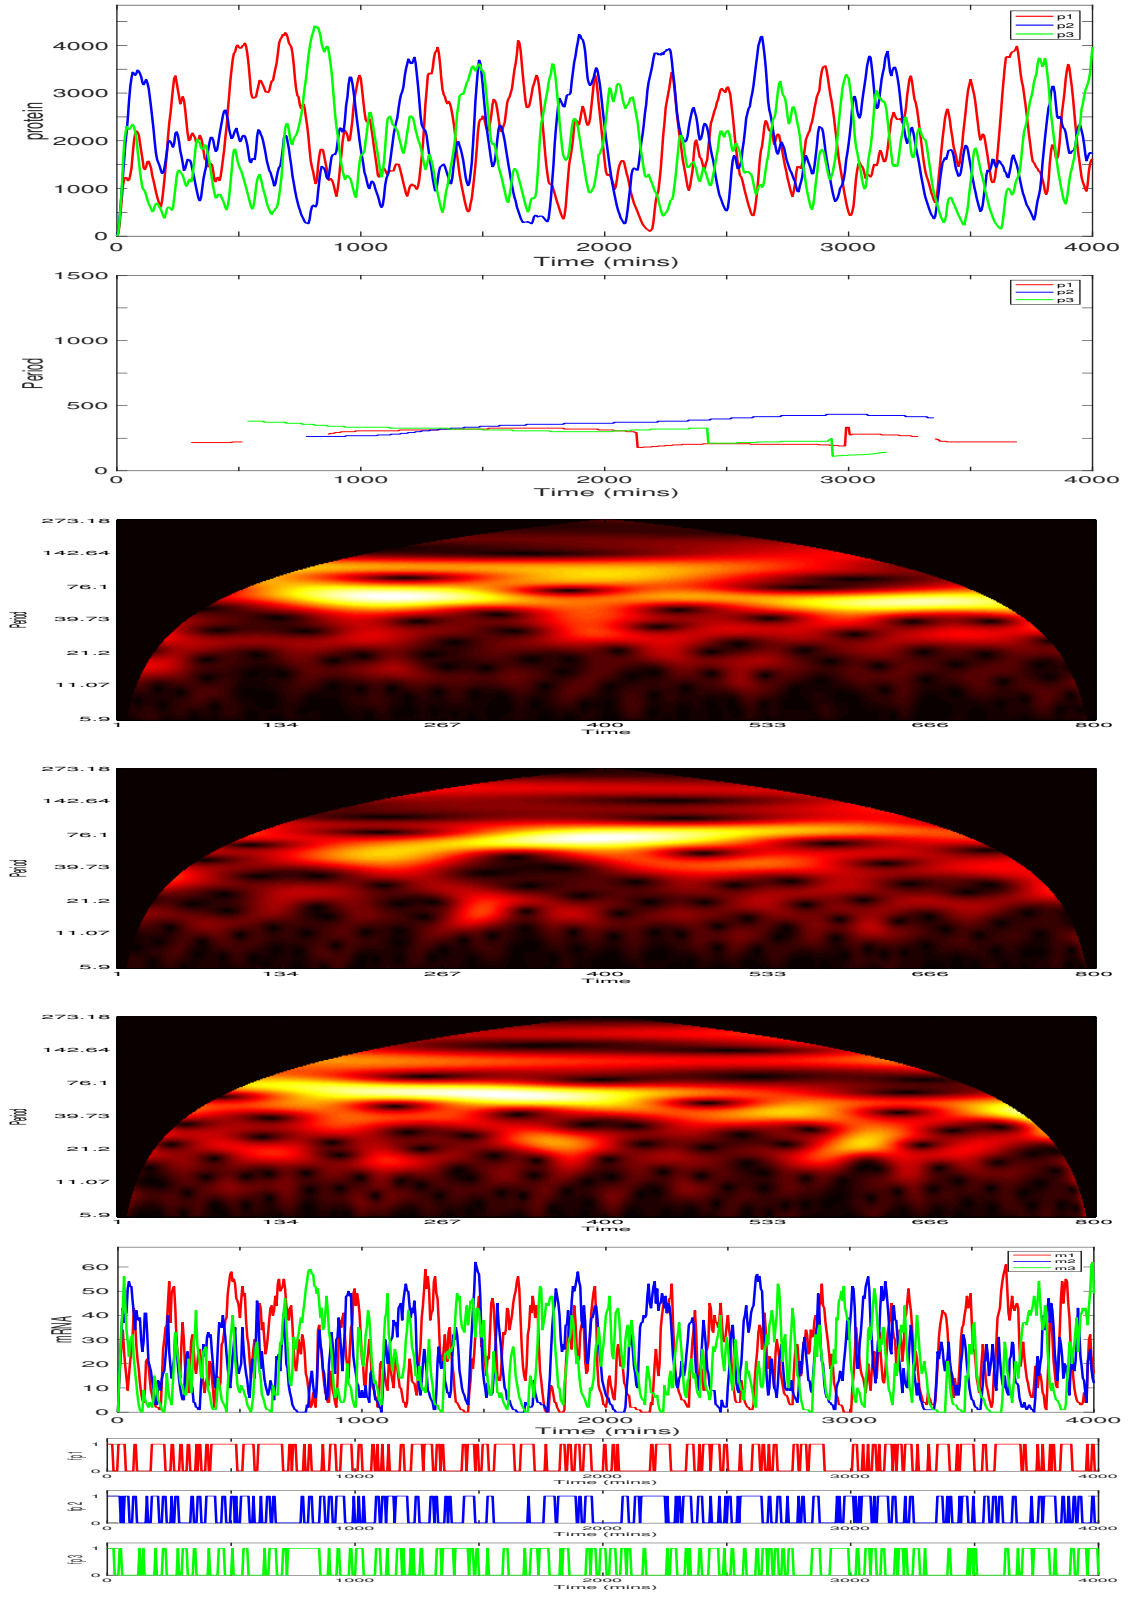 4000
3000
2000
1000
0
protein
p1
p2
p3
0 1000 2000 3000 4000
Time (mins)
1500
1000
500
0
Period
p1
p2
p3
0 1000 2000 3000 4000
Time (mins)
273.18
142.64
76.1
39.73
21.2
11.07
5.9
Period
1 134 267 400 533 666 800
Time
273.18
142.64
76.1
39.73
21.2
11.07
5.9
Period
1 134 267 400 533 666 800
Time
273.18
142.64
76.1
39.73
21.2
11.07
5.9
Period
1 134 267 400 533 666 800
Time
60
50
40
30
20
10
0
mRNA
m1
m2
m3
0 1000 2000 3000 4000
Time (mins)
1
0
fp1
0 1000 2000 3000 4000
Time (mins)
1
0
fp2
0 1000 2000 3000 4000
Time (mins)
1
0
fp3
0 1000 2000 3000 4000
Time (mins)